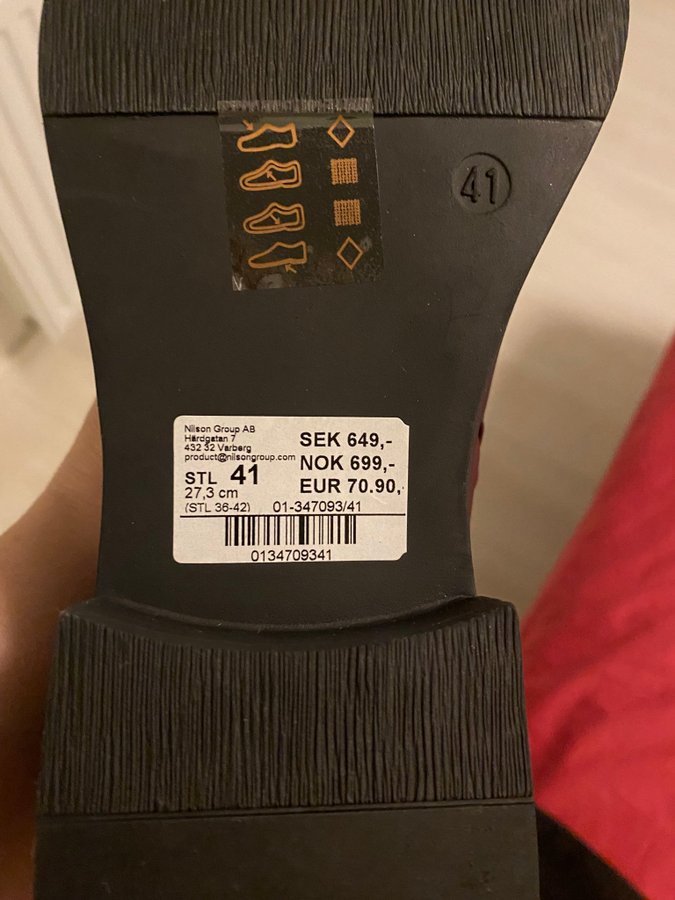 41
Nilson Group AB
Härdgatan 7
432 32 Varberg
product@nilsongroup.com
STL 41
27,3 cm
(STL 36-42) 01-347093/41
SEK 649,-
NOK 699,-
EUR 70.90,
0134709341